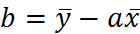 b = y̅ − ax̅